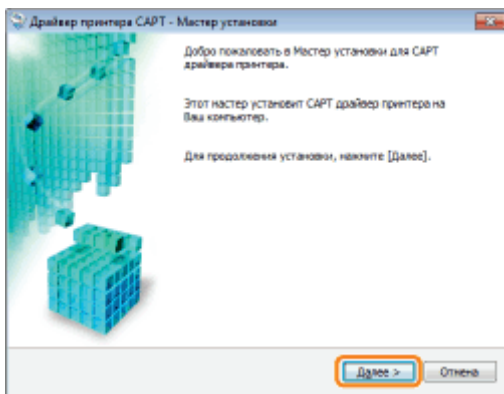 Драйвер принтера CAPT - Мастер установки
Добро пожаловать в Мастер установки для CAPT
драйвера принтера.
Этот мастер установит CAPT драйвер принтера на
Ваш компьютер.
Для продолжения установки, нажмите [Далее].
Далее >
Отмена